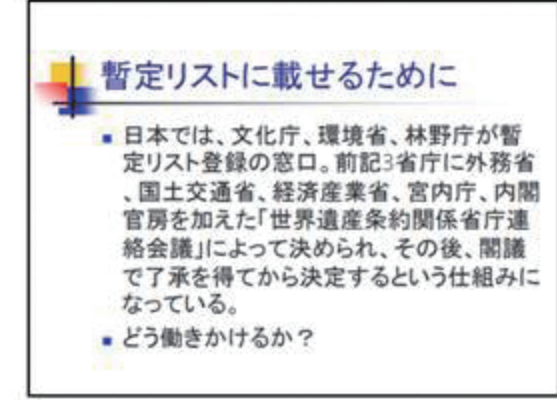 暫定リストに載せるために
日本では、文化庁、環境省、林野庁が暫
定リスト登録の窓口。前記3省庁に外務省
、国土交通省、経済産業省、宮内庁、内閣
官房を加えた「世界遺産条約関係省庁連
絡会議」によって決められ、その後、閣議
で了承を得てから決定するという仕組みに
なっている。
どう働きかけるか？